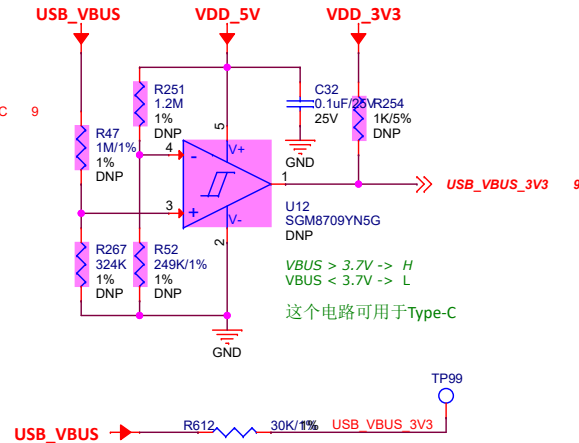 USB_VBUS
VDD_5V
VDD_3V3
C 9
R251
1.2M
1%
DNP
C32
0.1uF/25V
25V
R254
1K/5%
DNP
R47
1M/1%
1%
DNP
GND
5
4
V+
-
3
+
V-
2
1
USB_VBUS_3V3 9
U12
SGM8709YN5G
DNP
R267
324K
1%
DNP
R52
249K/1%
1%
DNP
VBUS > 3.7V -> H
VBUS < 3.7V -> L
这个电路可用于Type-C
GND
TP99
USB_VBUS
R612
30K/1%
USB_VBUS_3V3